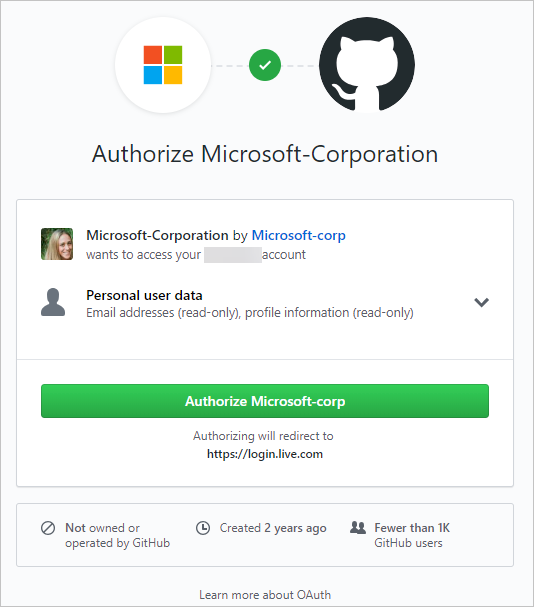 Authorize Microsoft-Corporation
Microsoft-Corporation by Microsoft-corp
wants to access your account
Personal user data
Email addresses (read-only), profile information (read-only)
Authorize Microsoft-corp
Authorizing will redirect to
https://login.live.com
Not owned or
operated by GitHub
Created 2 years ago
Fewer than 1K
GitHub users
Learn more about OAuth